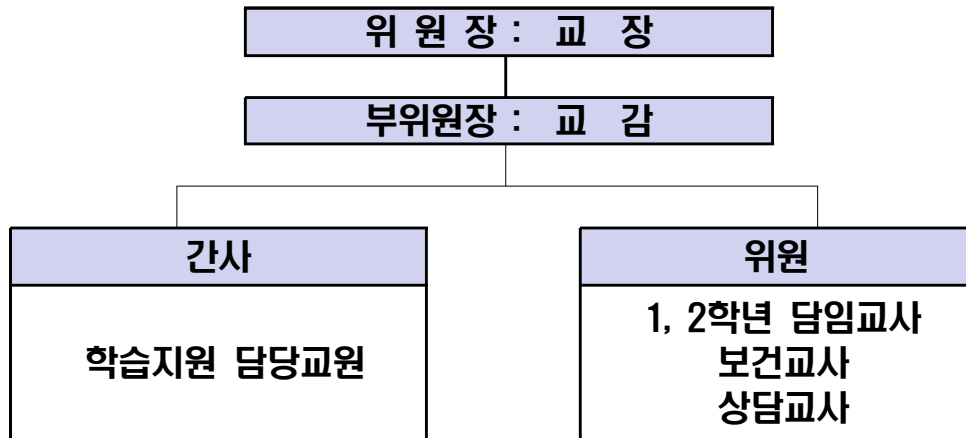 위 원 장 : 교 장
부위원장 : 교 감
간사
학습지원 담당교원
위원
1, 2학년 담임교사
보건교사
상담교사